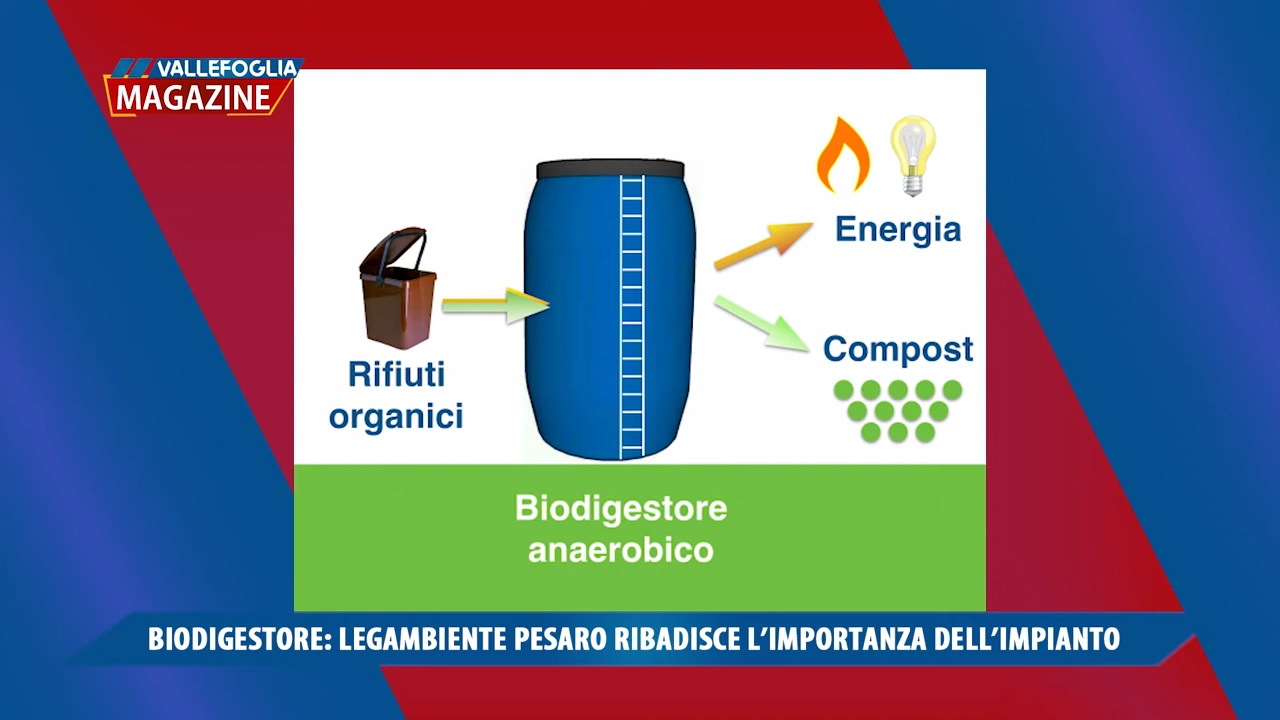 VALLEFOGLIA
MAGAZINE
Energia
Compost
Rifiuti
organici
Biodigestore
anaerobico
BIODIGESTORE: LEGAMBIENTE PESARO RIBADISCE L'IMPORTANZA DELL'IMPIANTO